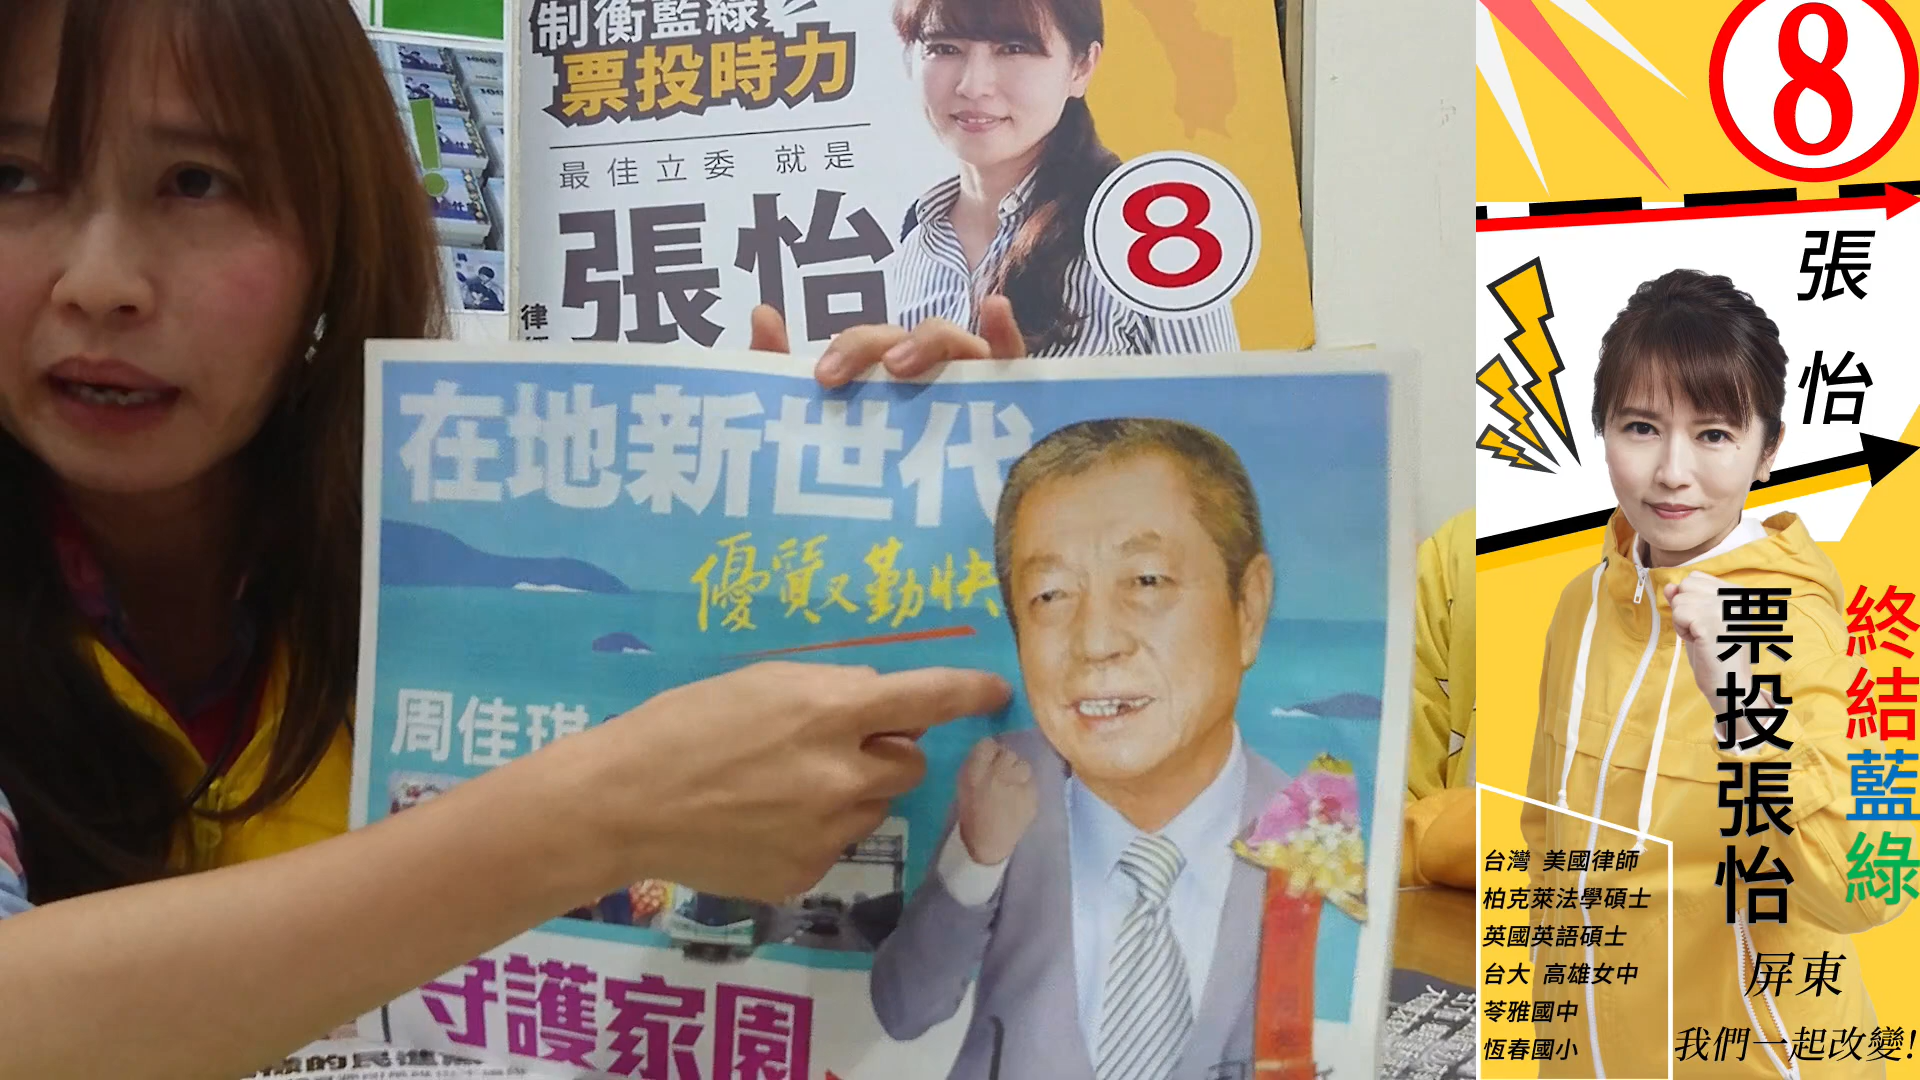 制衡藍綠
票投時力
最佳立委 就是
張怡
律
8
在地新世代
優質又勤快
周佳琪
守護家園
8
張怡
終結藍綠
票投張怡
台灣 美國律師
柏克萊法學碩士
英國英語碩士
台大 高雄女中
苓雅國中
恆春國小
屏東
我們一起改變!